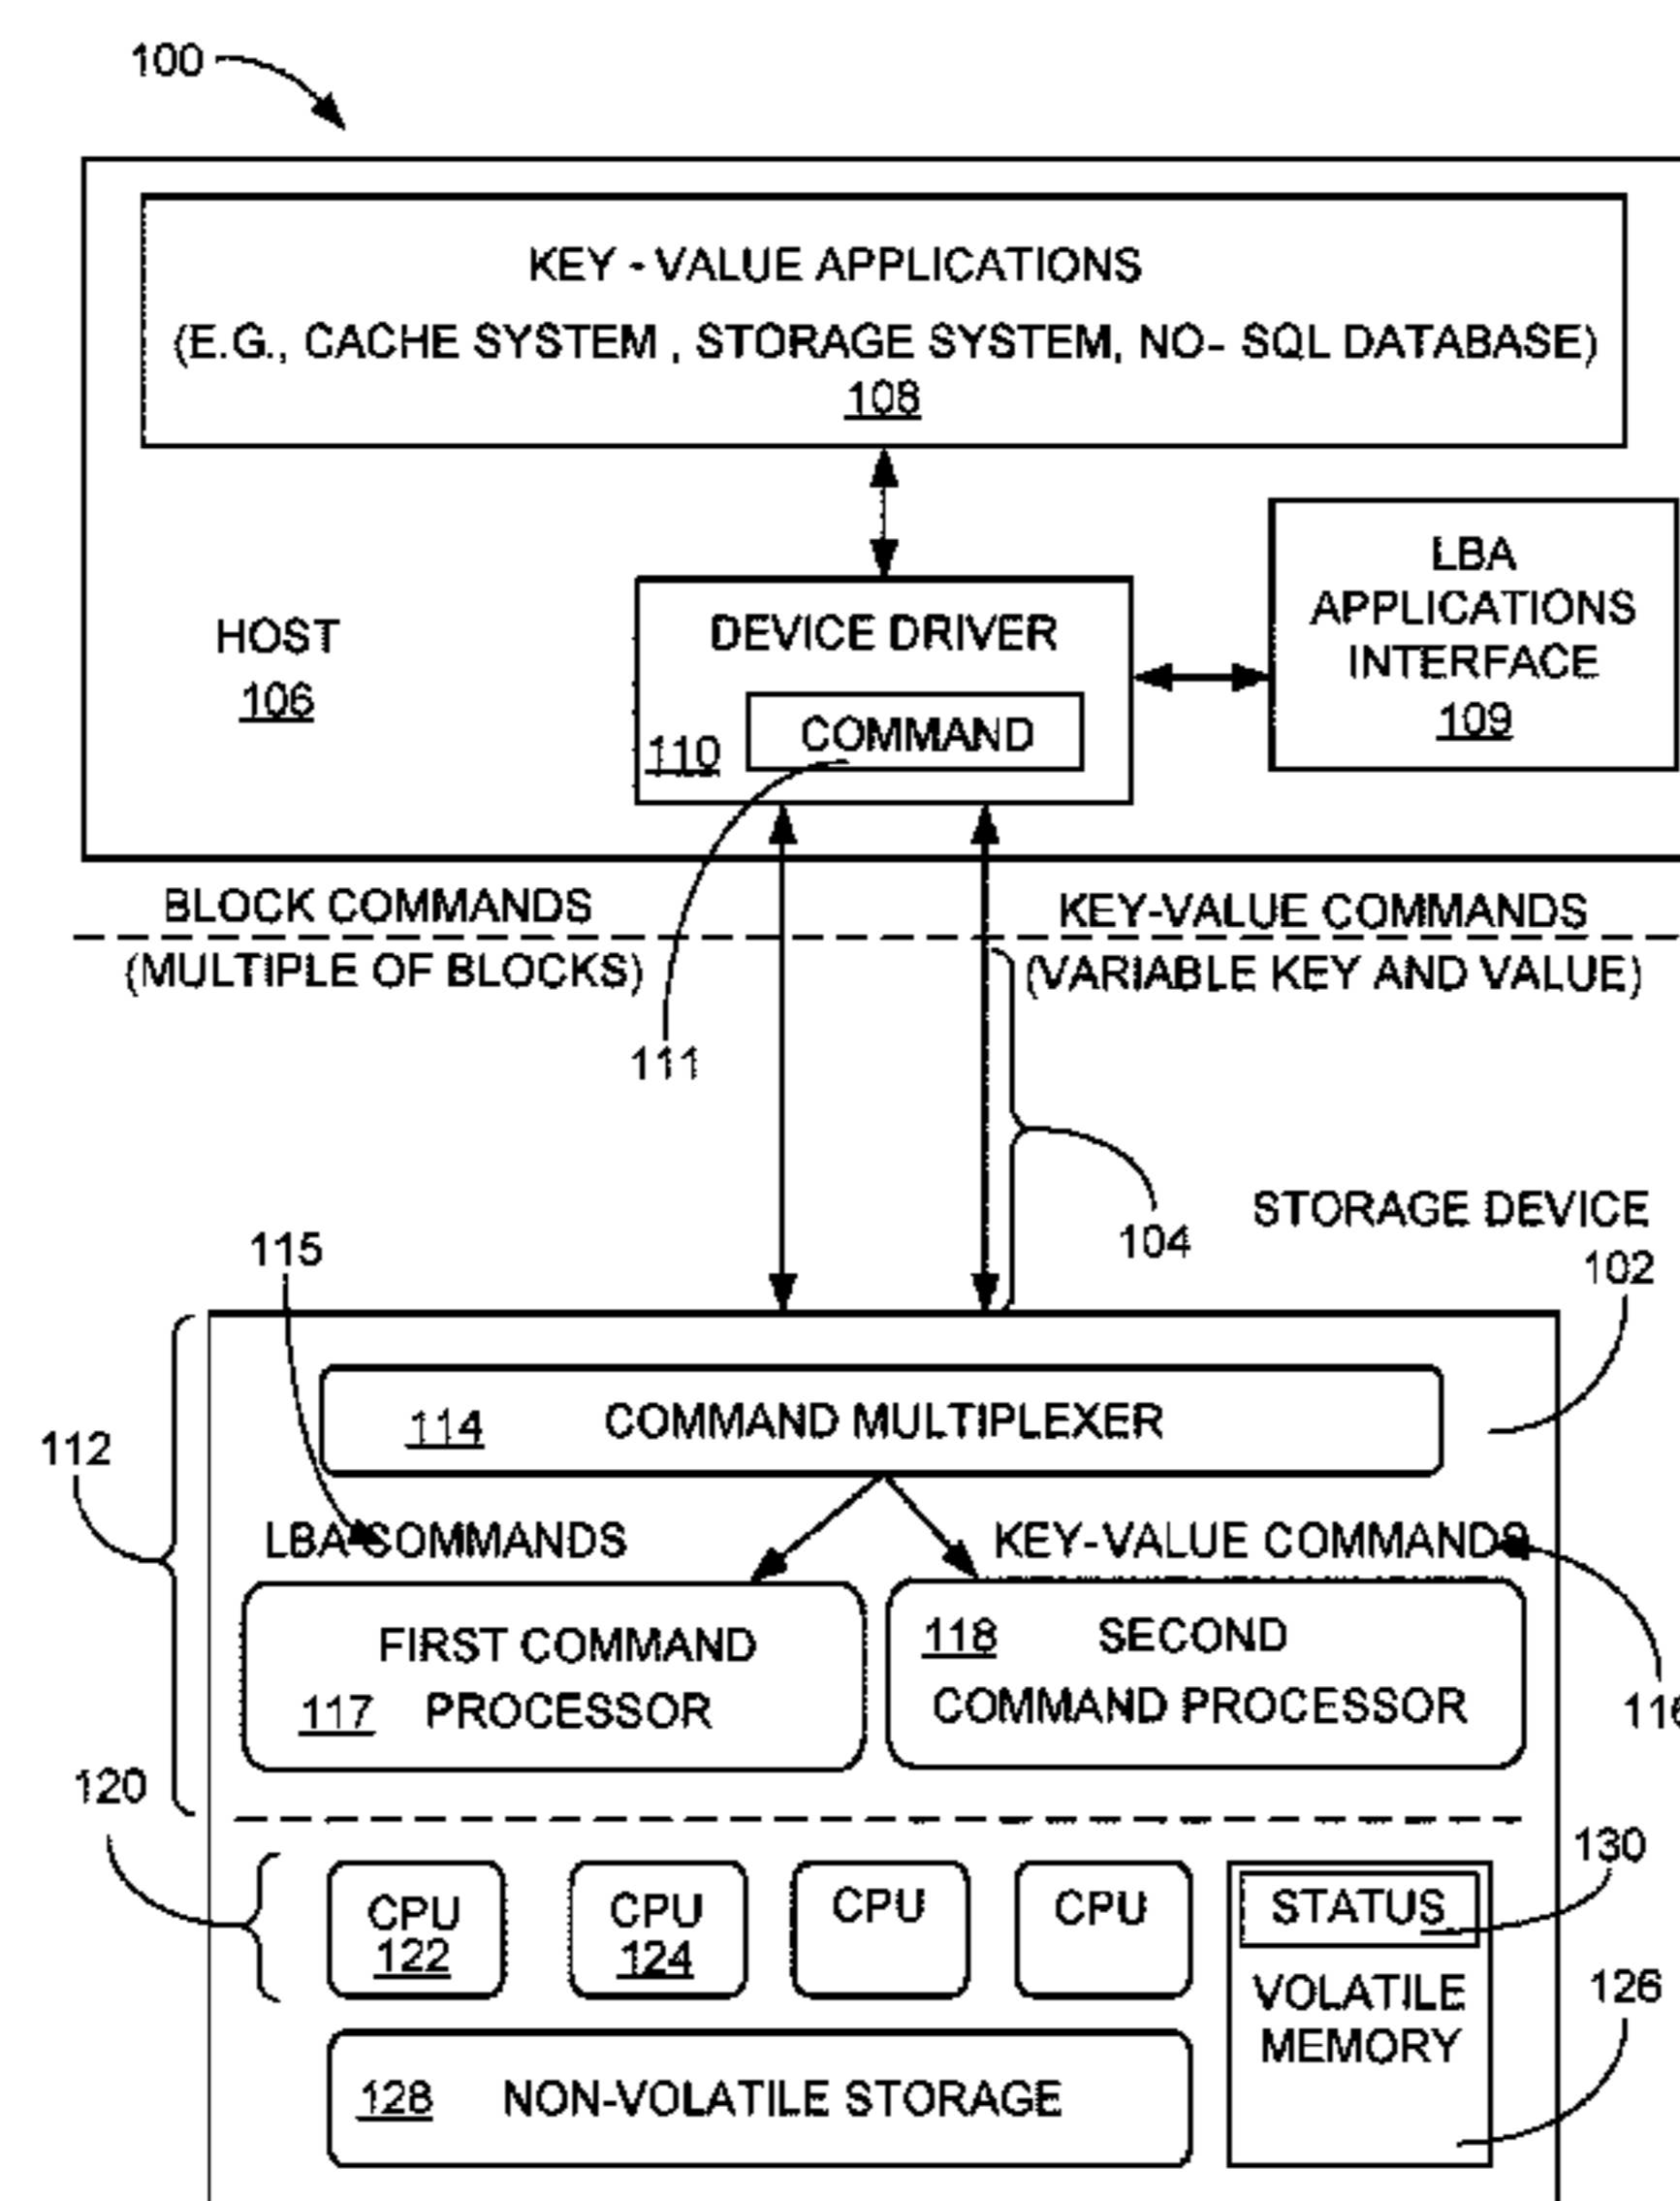 100
KEY - VALUE APPLICATIONS
(E.G., CACHE SYSTEM , STORAGE SYSTEM, NO- SQL DATABASE)
108
LBA
APPLICATIONS
INTERFACE
109
HOST
106
DEVICE DRIVER
110
COMMAND
BLOCK COMMANDS
(MULTIPLE OF BLOCKS)
KEY-VALUE COMMANDS
(VARIABLE KEY AND VALUE)
111
104
STORAGE DEVICE
102
115
112
114 COMMAND MULTIPLEXER
LBA COMMANDS
KEY-VALUE COMMANDS
FIRST COMMAND
117 PROCESSOR
118 SECOND
COMMAND PROCESSOR
116
120
130
CPU
122
CPU
124
CPU
CPU
STATUS
VOLATILE
MEMORY
126
128 NON-VOLATILE STORAGE